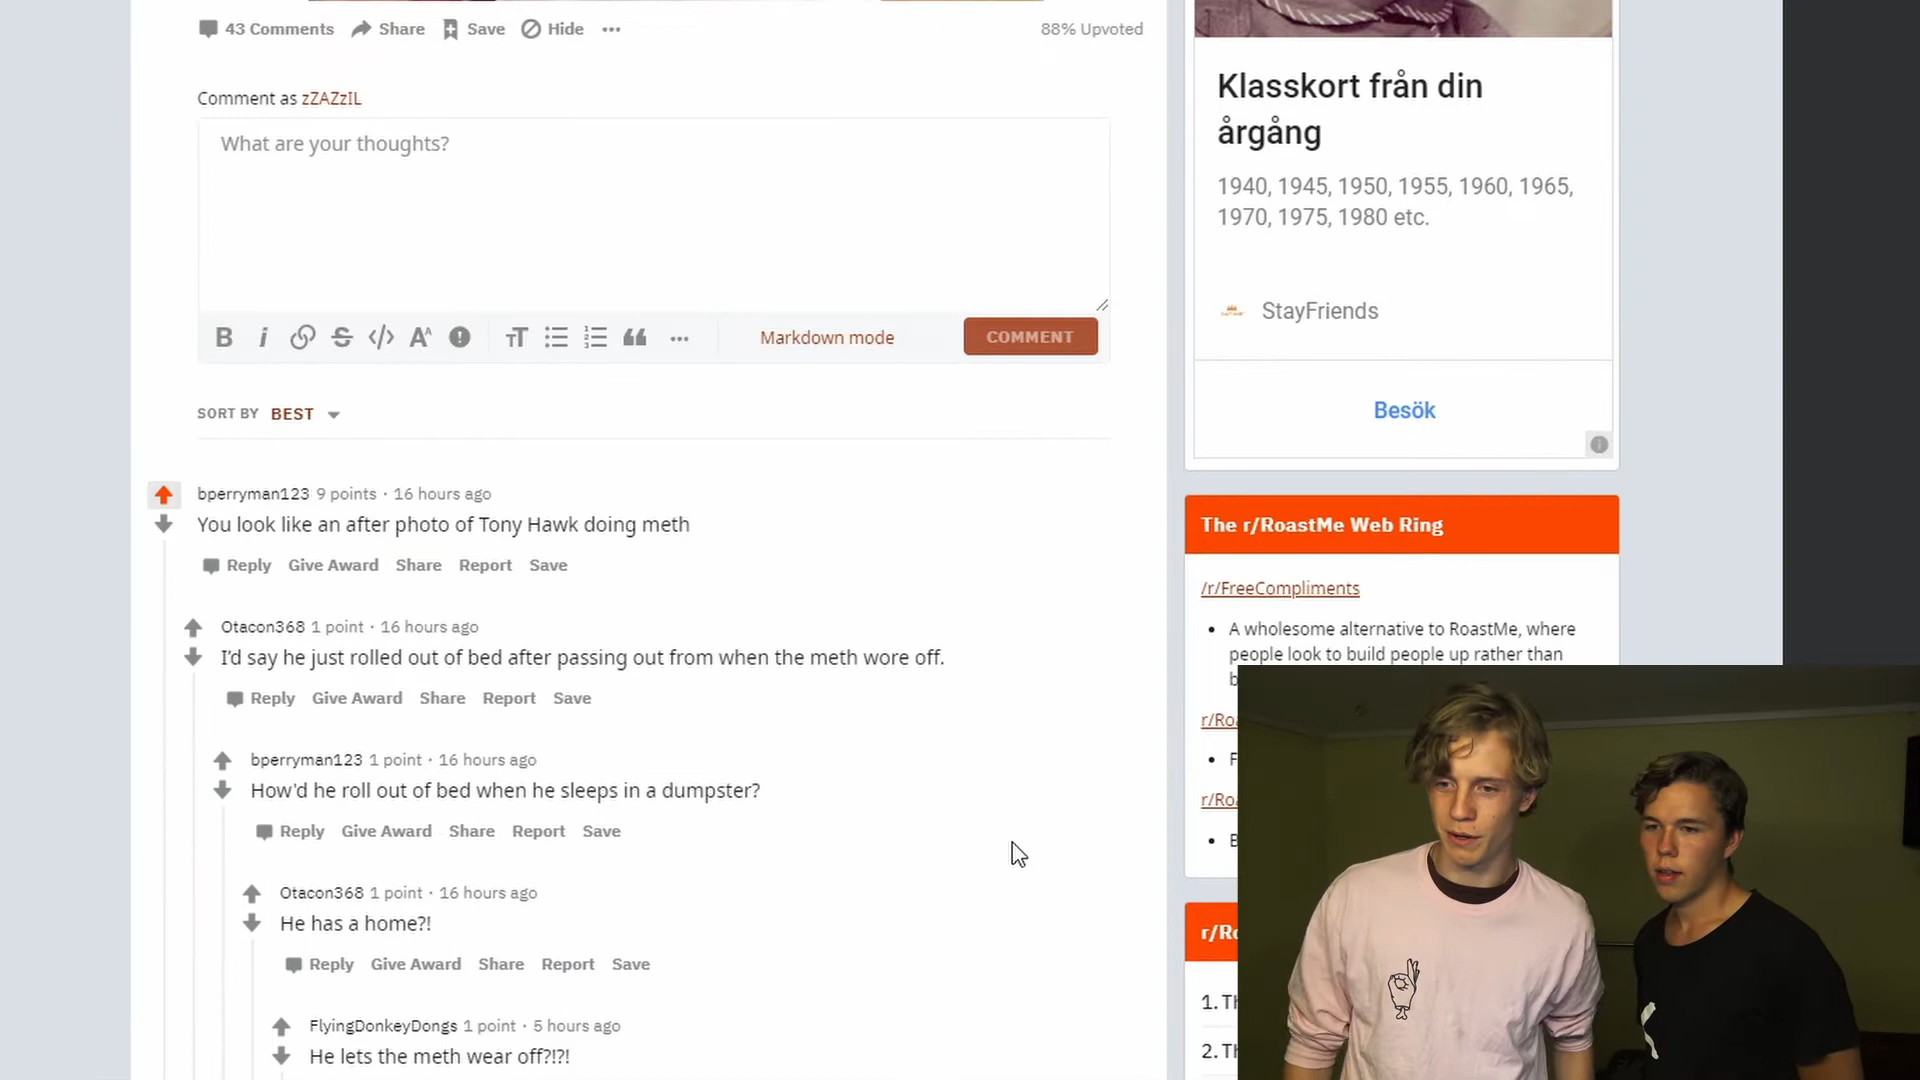 43 Comments Share Save Hide ••• 88% Upvoted
Comment as zZAZzIL
What are your thoughts?
B i Markdown mode COMMENT
SORT BY BEST
bperryman123 9 points · 16 hours ago
You look like an after photo of Tony Hawk doing meth
Reply Give Award Share Report Save
Otacon368 1 point · 16 hours ago
I'd say he just rolled out of bed after passing out from when the meth wore off.
Reply Give Award Share Report Save
bperryman123 1 point · 16 hours ago
How'd he roll out of bed when he sleeps in a dumpster?
Reply Give Award Share Report Save
Otacon368 1 point · 16 hours ago
He has a home?!
Reply Give Award Share Report Save
FlyingDonkeyDongs 1 point · 5 hours ago
He lets the meth wear off?!?!
Klasskort från din
årgång
1940, 1945, 1950, 1955, 1960, 1965,
1970, 1975, 1980 etc.
StayFriends
Besök
The r/RoastMe Web Ring
/r/FreeCompliments
• A wholesome alternative to RoastMe, where
people look to build people up rather than
1.
2.